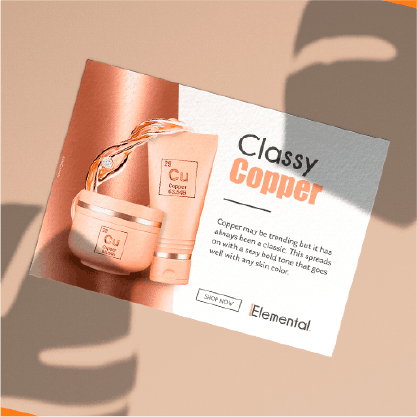 Classy
Copper
Copper may be trending but it has
always been a classic. This spreads
on with a sexy bold tone that goes
well with any skin color.
SHOP NOW
Elemental
29
Cu
Copper
63.546
29
Cu
Copper